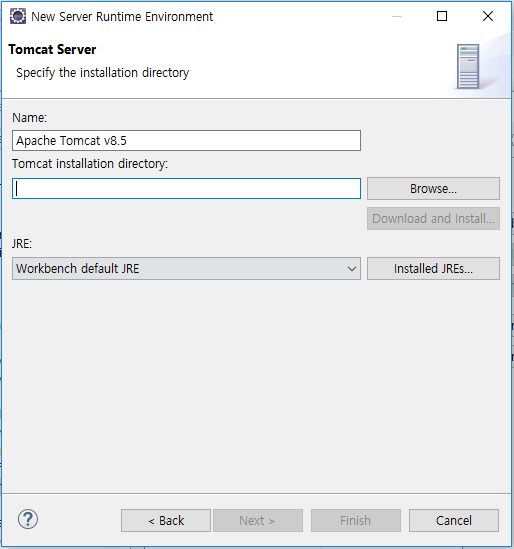 New Server Runtime Environment
Tomcat Server
Specify the installation directory
Name:
Apache Tomcat v8.5
Tomcat installation directory:
Browse...
Download and Install...
JRE:
Workbench default JRE
Installed JREs...
?
< Back
Next >
Finish
Cancel